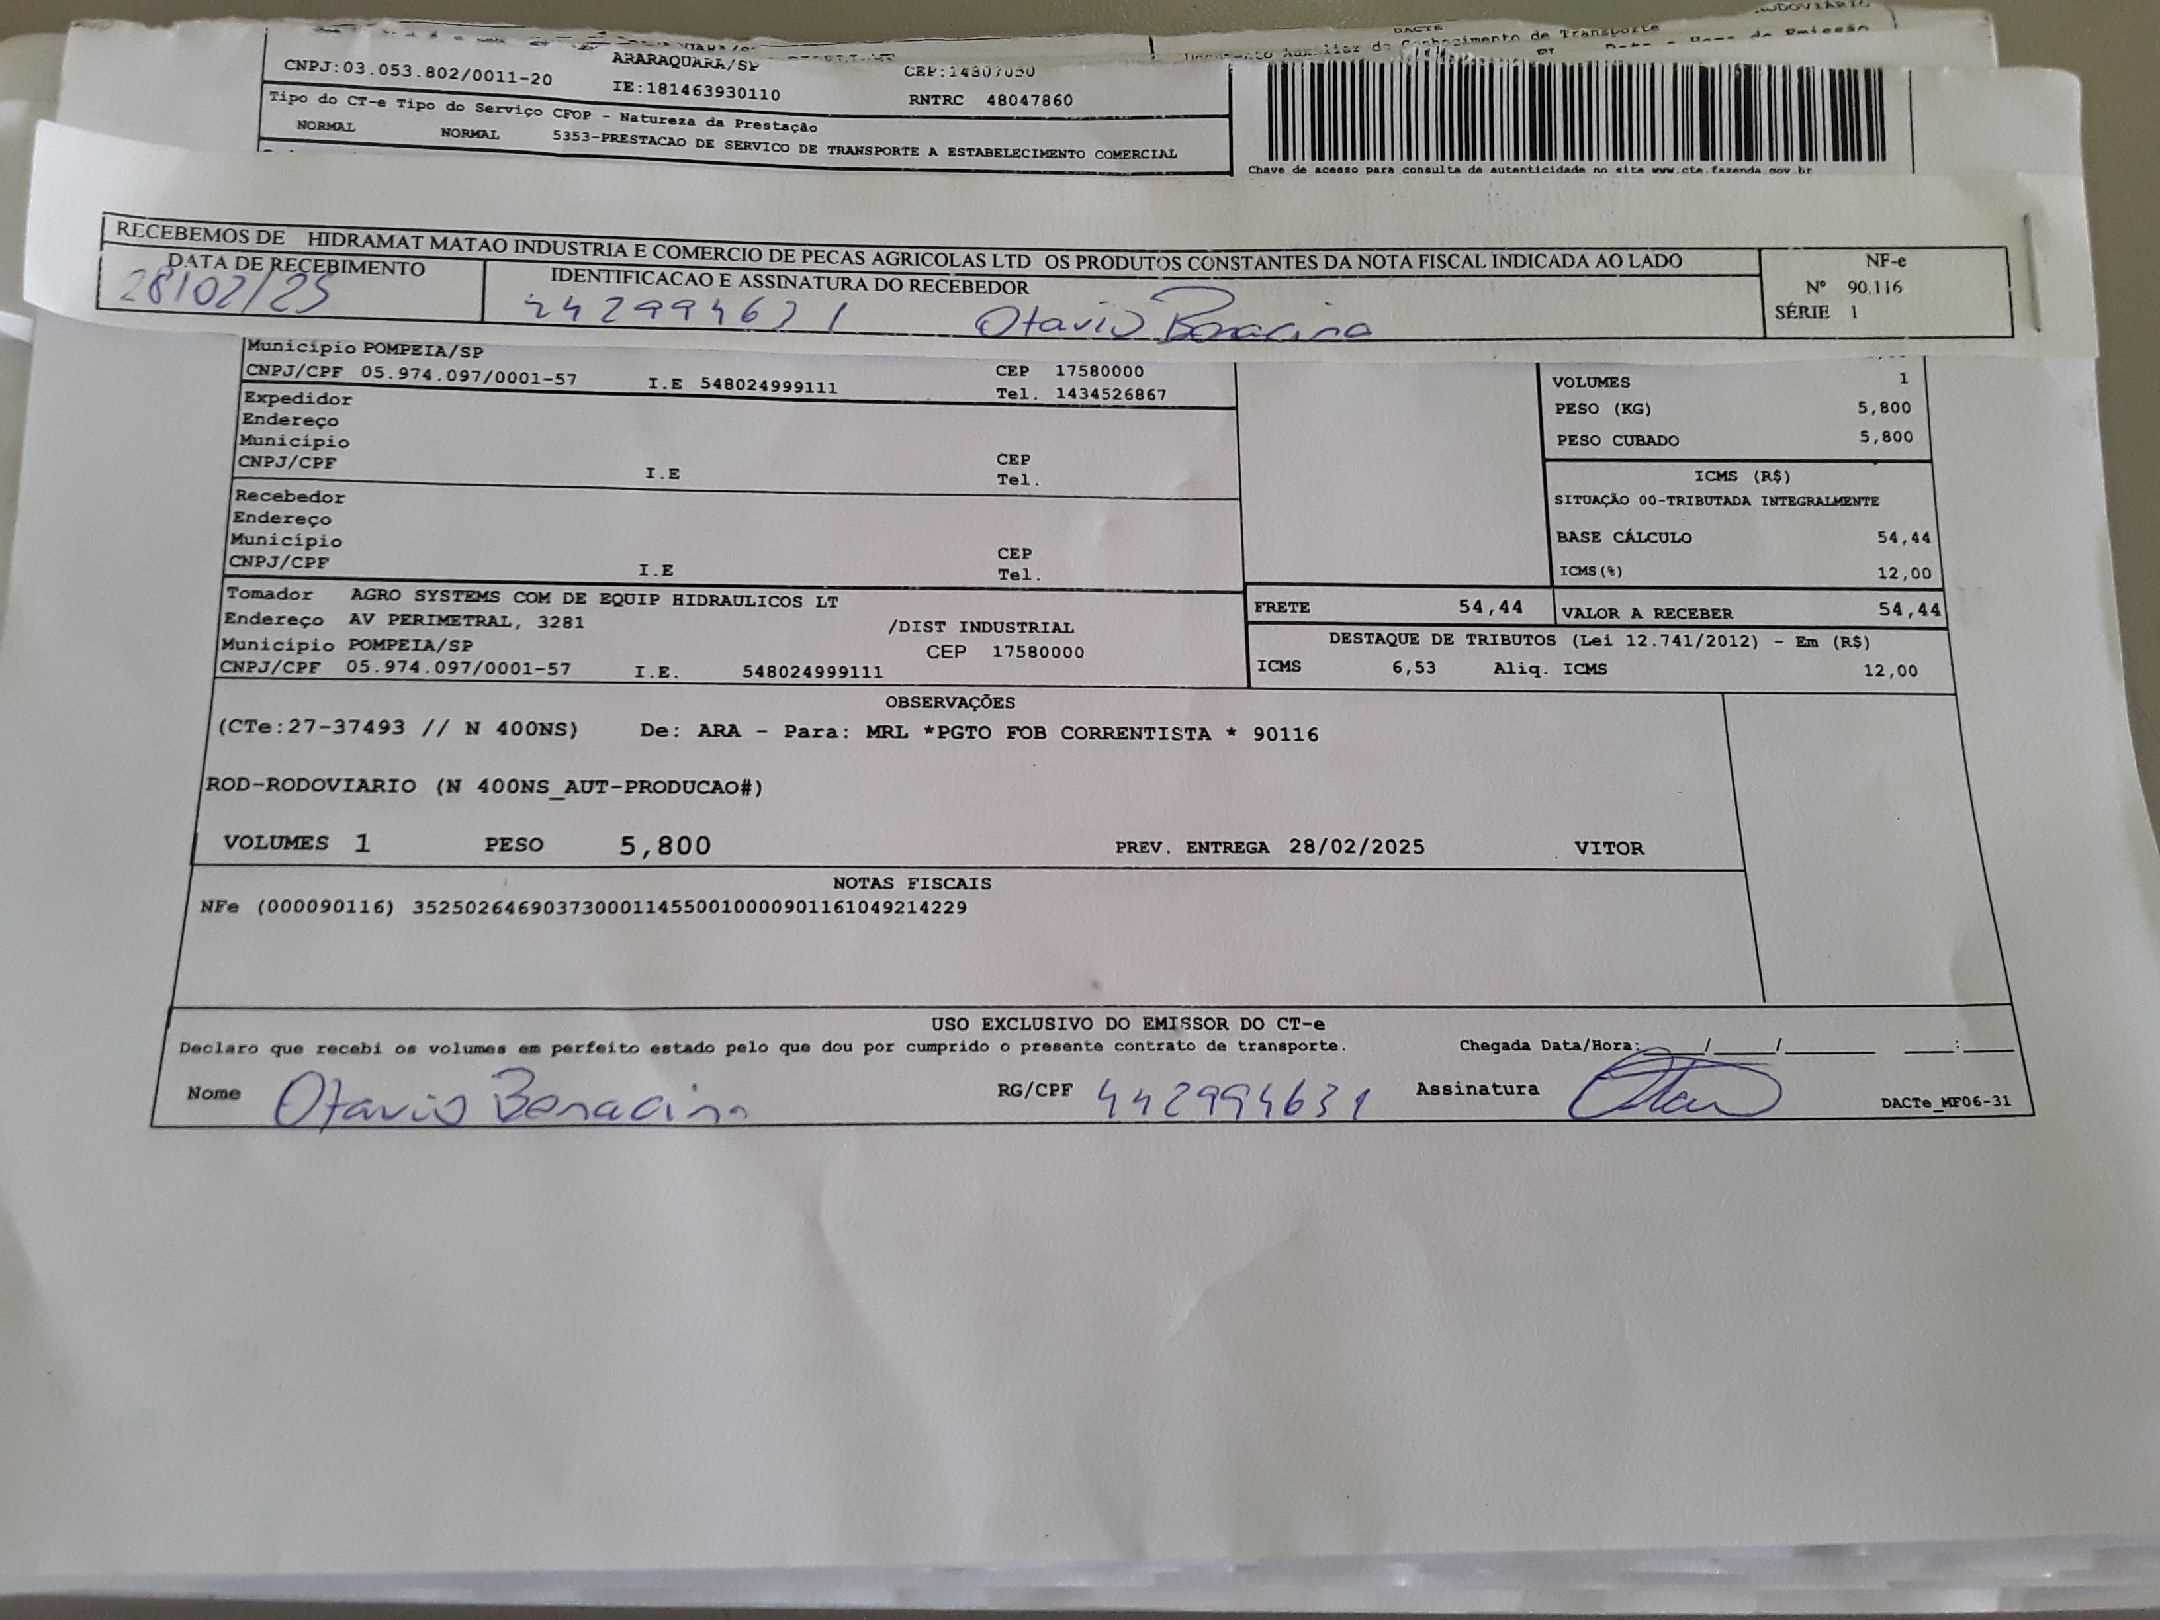 DACTE
Documento Auxiliar do Conhecimento de Transporte
ARARAQUARA/SP CEP:14807050
CNPJ:03.053.802/0011-20 IE:181463930110 RNTRC 48047860
Tipo do CT-e Tipo do Serviço CFOP - Natureza da Prestação
NORMAL NORMAL 5353-PRESTACAO DE SERVICO DE TRANSPORTE A ESTABELECIMENTO COMERCIAL
Chave de acesso para consulta de autenticidade no site www.cte.fazenda.gov.br
RECEBEMOS DE HIDRAMAT MATAO INDUSTRIA E COMERCIO DE PECAS AGRICOLAS LTD OS PRODUTOS CONSTANTES DA NOTA FISCAL INDICADA AO LADO
DATA DE RECEBIMENTO IDENTIFICACAO E ASSINATURA DO RECEBEDOR
28/02/25 442994631 Otavio Bonacina
NF-e
Nº 90.116
SÉRIE 1
Município POMPEIA/SP CEP 17580000
CNPJ/CPF 05.974.097/0001-57 I.E 548024999111 Tel. 1434526867
Expedidor
Endereço
Município CEP
CNPJ/CPF I.E Tel.
Recebedor
Endereço
Município CEP
CNPJ/CPF I.E Tel.
VOLUMES 1
PESO (KG) 5,800
PESO CUBADO 5,800
ICMS (R$)
SITUAÇÃO 00-TRIBUTADA INTEGRALMENTE
BASE CÁLCULO 54,44
ICMS(%) 12,00
Tomador AGRO SYSTEMS COM DE EQUIP HIDRAULICOS LT
Endereço AV PERIMETRAL, 3281 /DIST INDUSTRIAL
Município POMPEIA/SP CEP 17580000
CNPJ/CPF 05.974.097/0001-57 I.E. 548024999111
FRETE 54,44 VALOR A RECEBER 54,44
DESTAQUE DE TRIBUTOS (Lei 12.741/2012) - Em (R$)
ICMS 6,53 Aliq. ICMS 12,00
OBSERVAÇÕES
(CTe:27-37493 // N 400NS) De: ARA - Para: MRL *PGTO FOB CORRENTISTA * 90116
ROD-RODOVIARIO (N 400NS_AUT-PRODUCAO#)
VOLUMES 1 PESO 5,800 PREV. ENTREGA 28/02/2025 VITOR
NOTAS FISCAIS
NFe (000090116) 35250264690373000114550010000901161049214229
USO EXCLUSIVO DO EMISSOR DO CT-e
Declaro que recebi os volumes em perfeito estado pelo que dou por cumprido o presente contrato de transporte. Chegada Data/Hora: ____/____/______ ___:___
Nome Otavio Bonacina RG/CPF 442994631 Assinatura DACTe_MF06-31